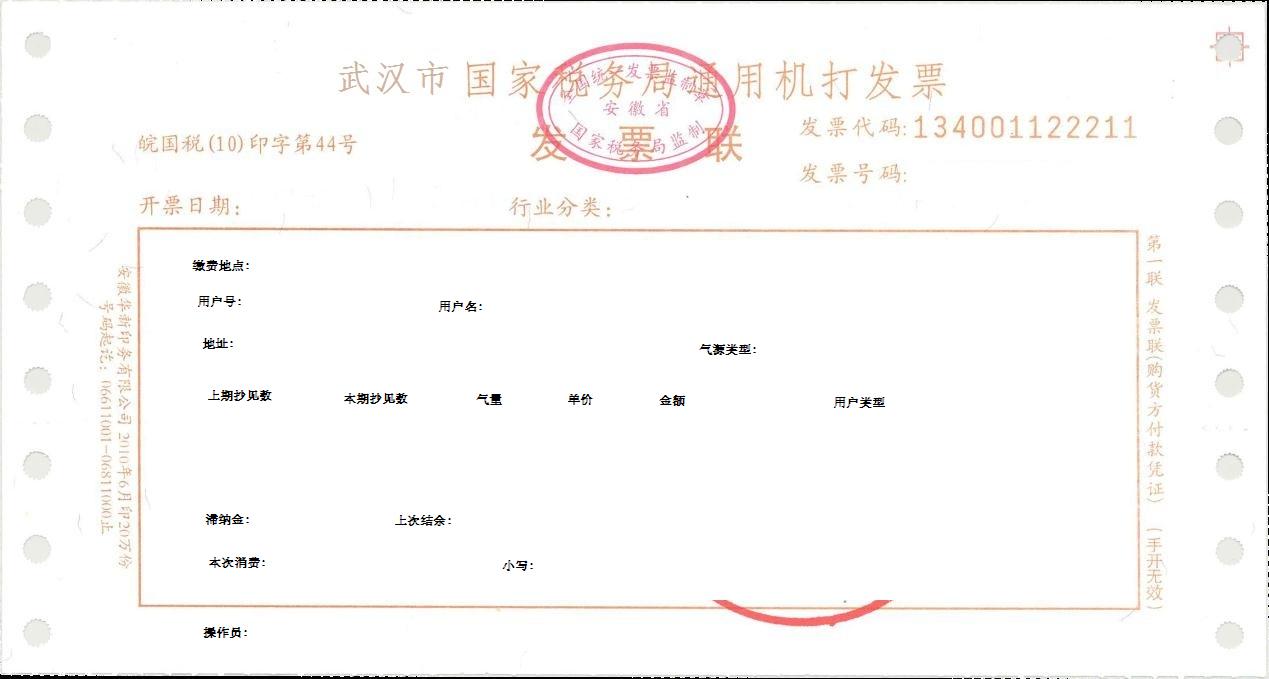 武汉市国家税务局通用机打发票
全国统一发票监制章
安徽省
国家税务局监制
发票联
皖国税(10)印字第44号
发票代码:134001122211
发票号码:
开票日期:
行业分类:
缴费地点:
用户号:
用户名:
地址:
气源类型:
上期抄见数 本期抄见数 气量 单价 金额 用户类型
滞纳金:
上次结余:
本次消费:
小写:
操作员:
安徽华新印务有限公司 2010年6月印20万份
号码起讫: 06611001-06811000止
第一联 发票联(购货方付款凭证) (手开无效)